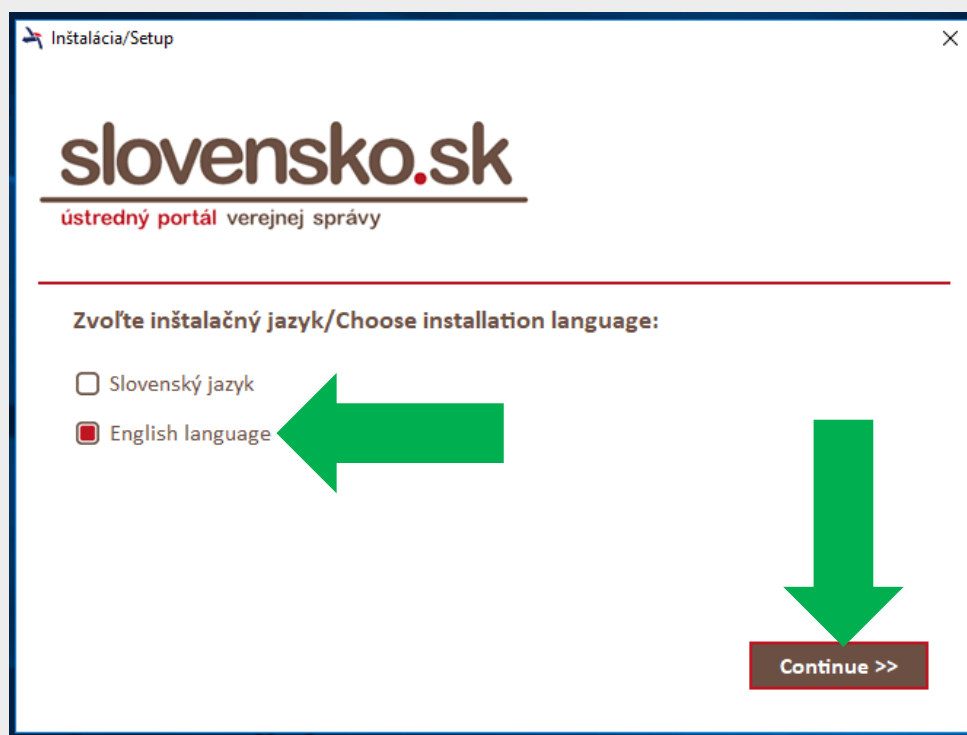 Inštalácia/Setup
slovensko.sk
ústredný portál verejnej správy
Zvoľte inštalačný jazyk/Choose installation language:
Slovenský jazyk
English language
Continue >>